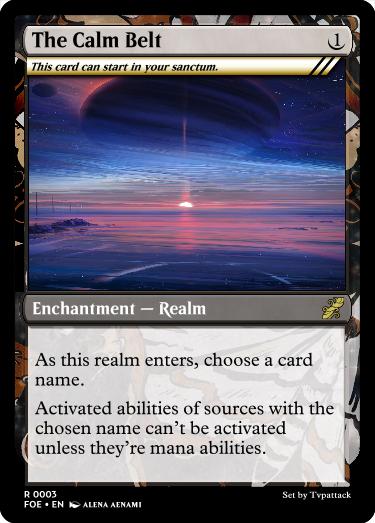 The Calm Belt 1
This card can start in your sanctum.
Enchantment — Realm
As this realm enters, choose a card
name.
Activated abilities of sources with the
chosen name can't be activated
unless they're mana abilities.
R 0003 Set by Tvpattack
FOE • EN ALENA AENAMI